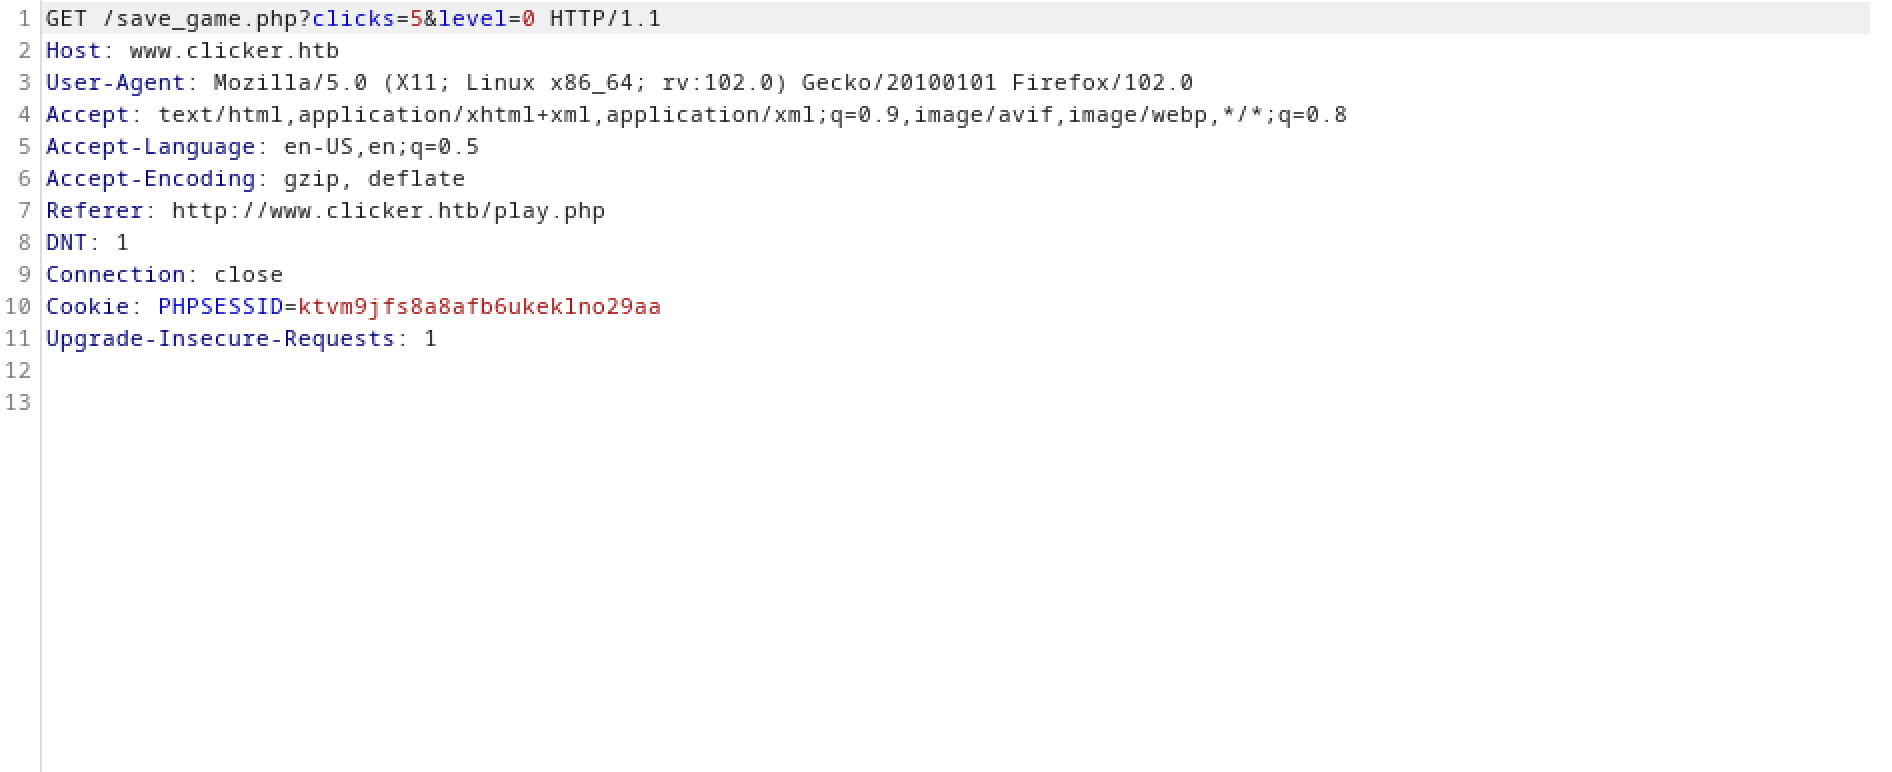 1 GET /save_game.php?clicks=5&level=0 HTTP/1.1
2 Host: www.clicker.htb
3 User-Agent: Mozilla/5.0 (X11; Linux x86_64; rv:102.0) Gecko/20100101 Firefox/102.0
4 Accept: text/html,application/xhtml+xml,application/xml;q=0.9,image/avif,image/webp,*/*;q=0.8
5 Accept-Language: en-US,en;q=0.5
6 Accept-Encoding: gzip, deflate
7 Referer: http://www.clicker.htb/play.php
8 DNT: 1
9 Connection: close
10 Cookie: PHPSESSID=ktvm9jfs8a8afb6ukeklno29aa
11 Upgrade-Insecure-Requests: 1
12
13